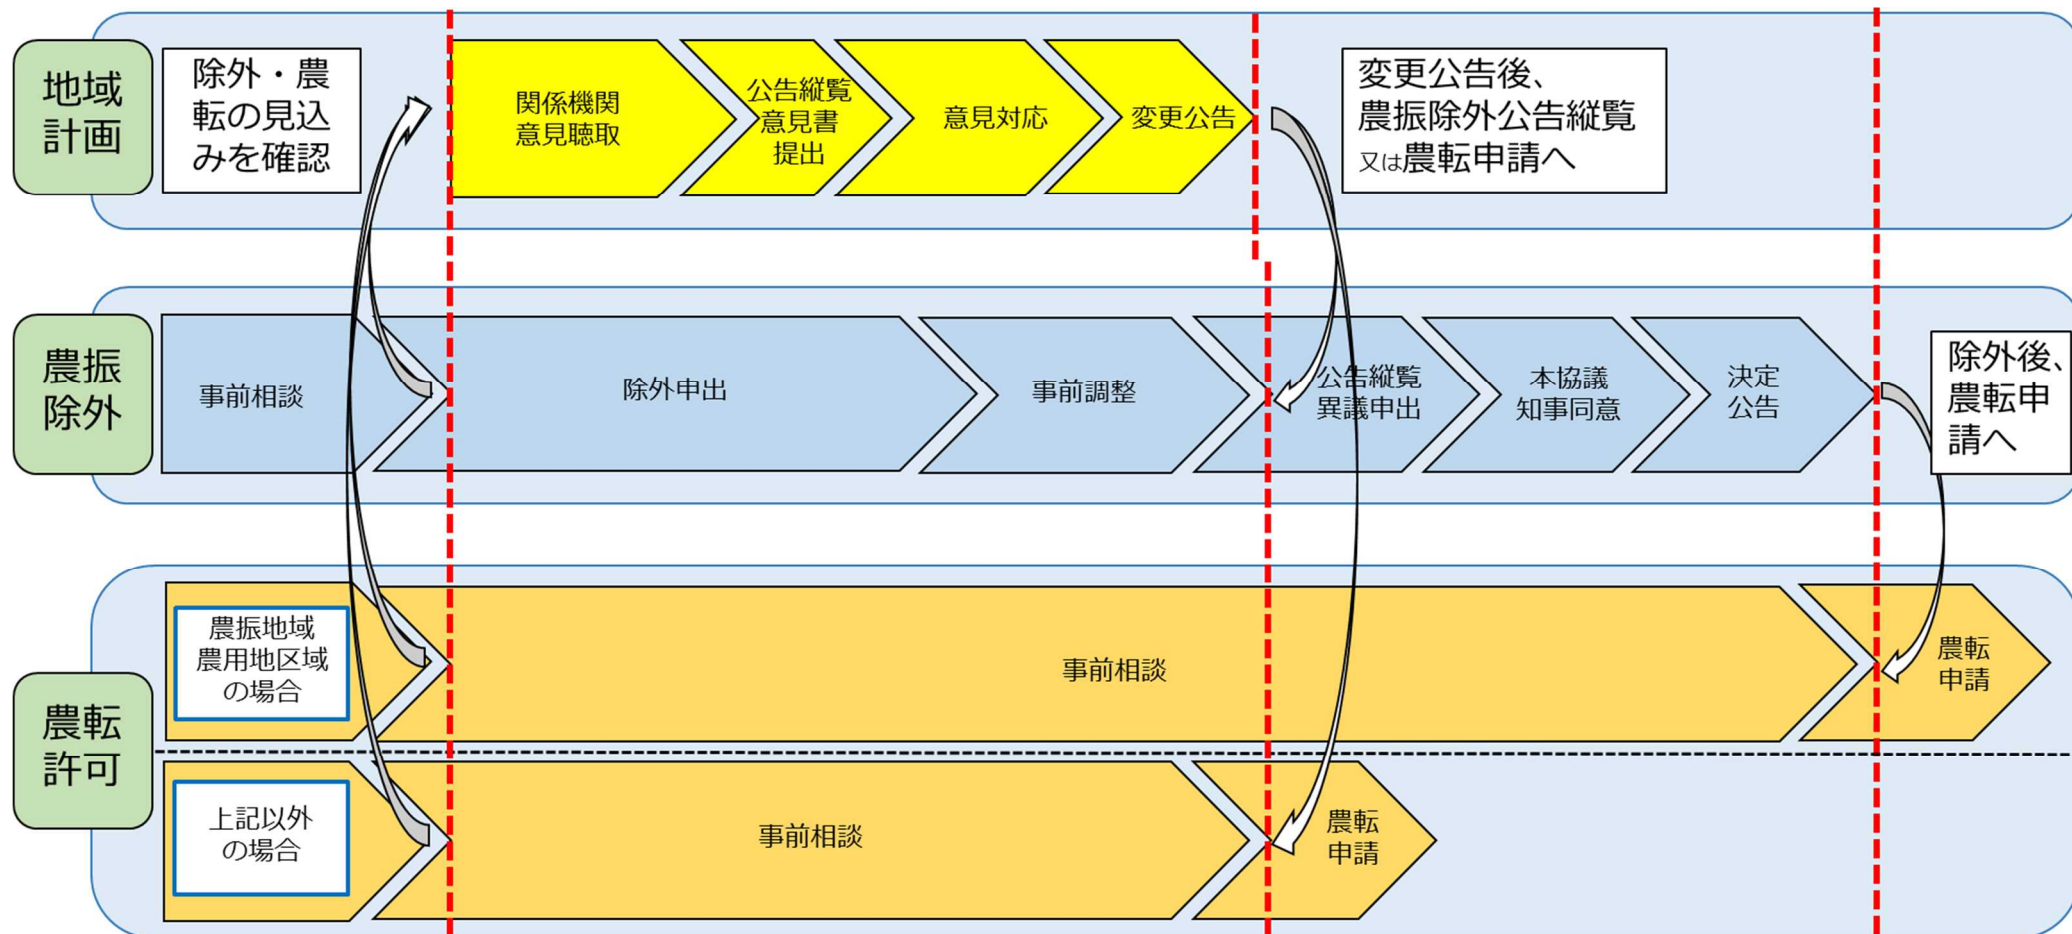 地域
計画
除外・農
転の見込
みを確認
関係機関
意見聴取
公告縦覧
意見書
提出
意見対応
変更公告
変更公告後、
農振除外公告縦覧
又は農転申請へ
農振
除外
事前相談
除外申出
事前調整
公告縦覧
異議申出
本協議
知事同意
決定
公告
除外後、
農転申
請へ
農転
許可
農振地域
農用地区域
の場合
事前相談
農転
申請
上記以外
の場合
事前相談
農転
申請